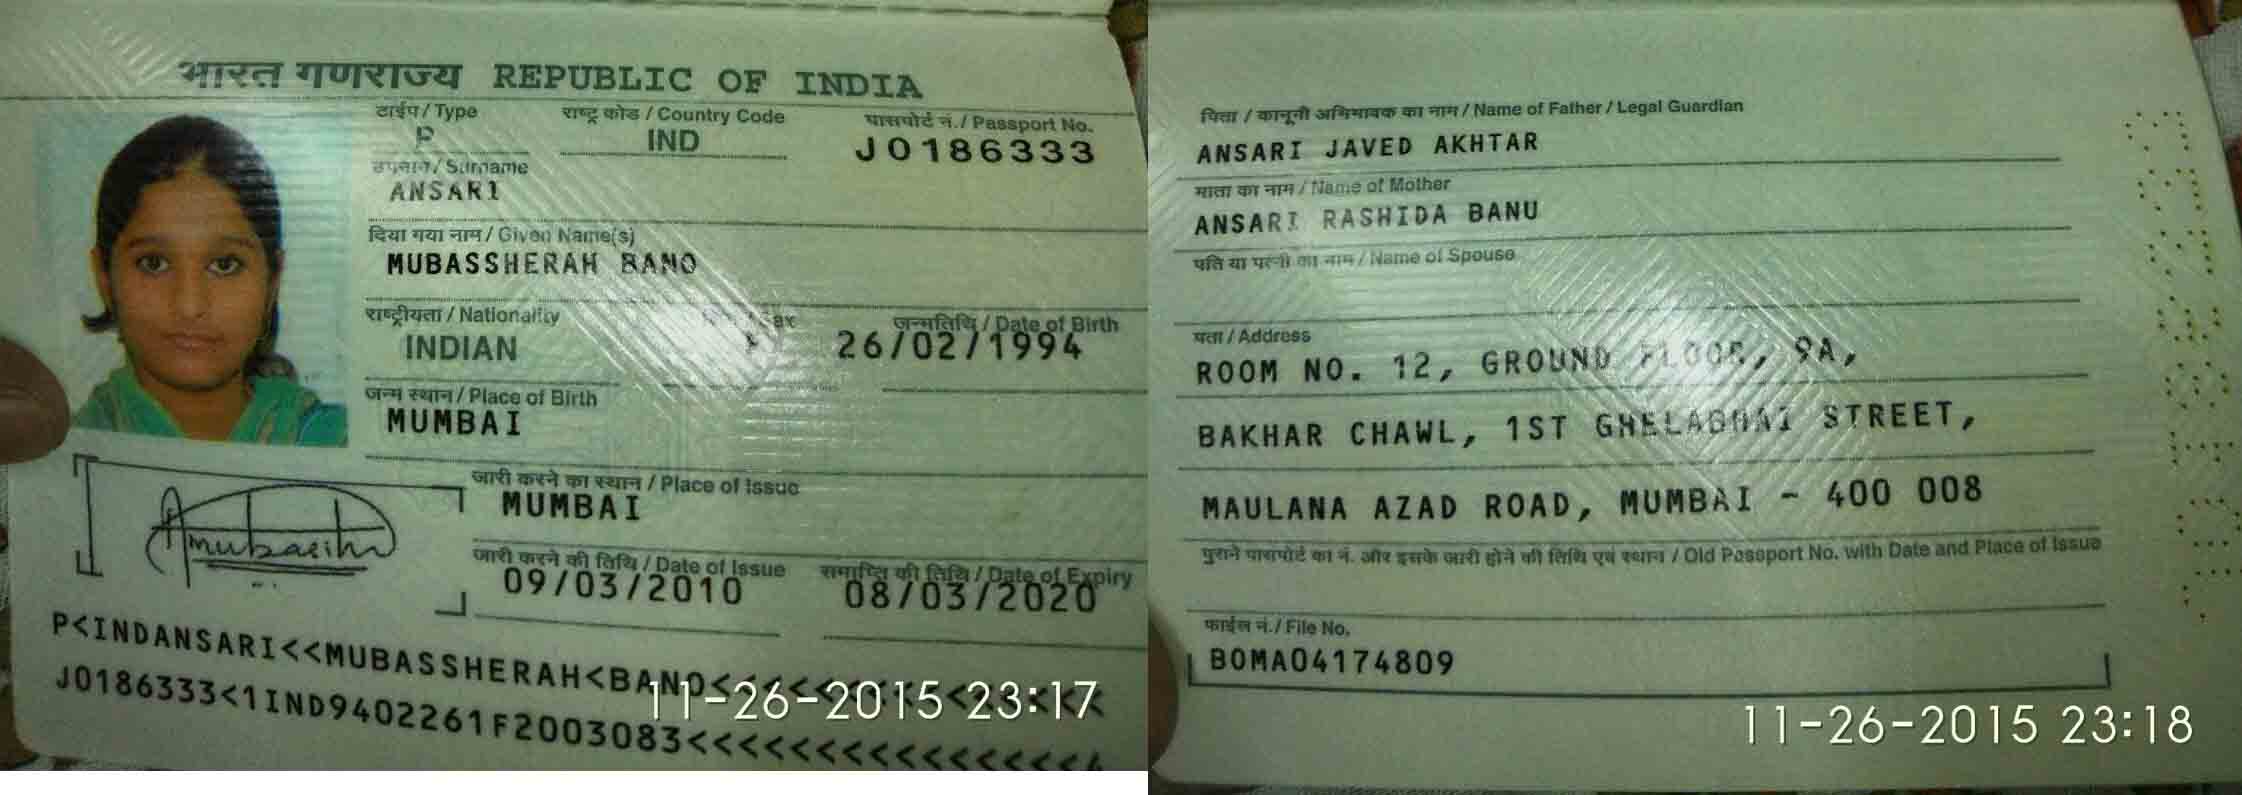 भारत गणराज्य REPUBLIC OF INDIA
टाईप / Type
राष्ट्र कोड / Country Code
पासपोर्ट नं. / Passport No.
P
IND
J0186333
उपनाम / Surname
ANSARI
दिया गया नाम / Given Name(s)
MUBASSHERAH BANO
राष्ट्रीयता / Nationality
जन्मतिथि / Date of Birth
INDIAN
26/02/1994
जन्म स्थान / Place of Birth
MUMBAI
जारी करने का स्थान / Place of Issue
MUMBAI
जारी करने की तिथि / Date of Issue
समाप्ति की तिथि / Date of Expiry
09/03/2010
08/03/2020
P<INDANSARI<<MUBASSHERAH<BANO<<<<<<<<<<<<<<<
J0186333<1IND9402261F2003083<<<<<<<<<<<<<<<4
11-26-2015 23:17
पिता / कानूनी अभिभावक का नाम / Name of Father / Legal Guardian
ANSARI JAVED AKHTAR
माता का नाम / Name of Mother
ANSARI RASHIDA BANU
पति या पत्नी का नाम / Name of Spouse
पता / Address
ROOM NO. 12, GROUND FLOOR, 9A,
BAKHAR CHAWL, 1ST GHELABHAI STREET,
MAULANA AZAD ROAD, MUMBAI - 400 008
पुराने पासपोर्ट का नं. और इसके जारी होने की तिथि एवं स्थान / Old Passport No. with Date and Place of Issue
फाईल नं. / File No.
BOMA04174809
11-26-2015 23:18